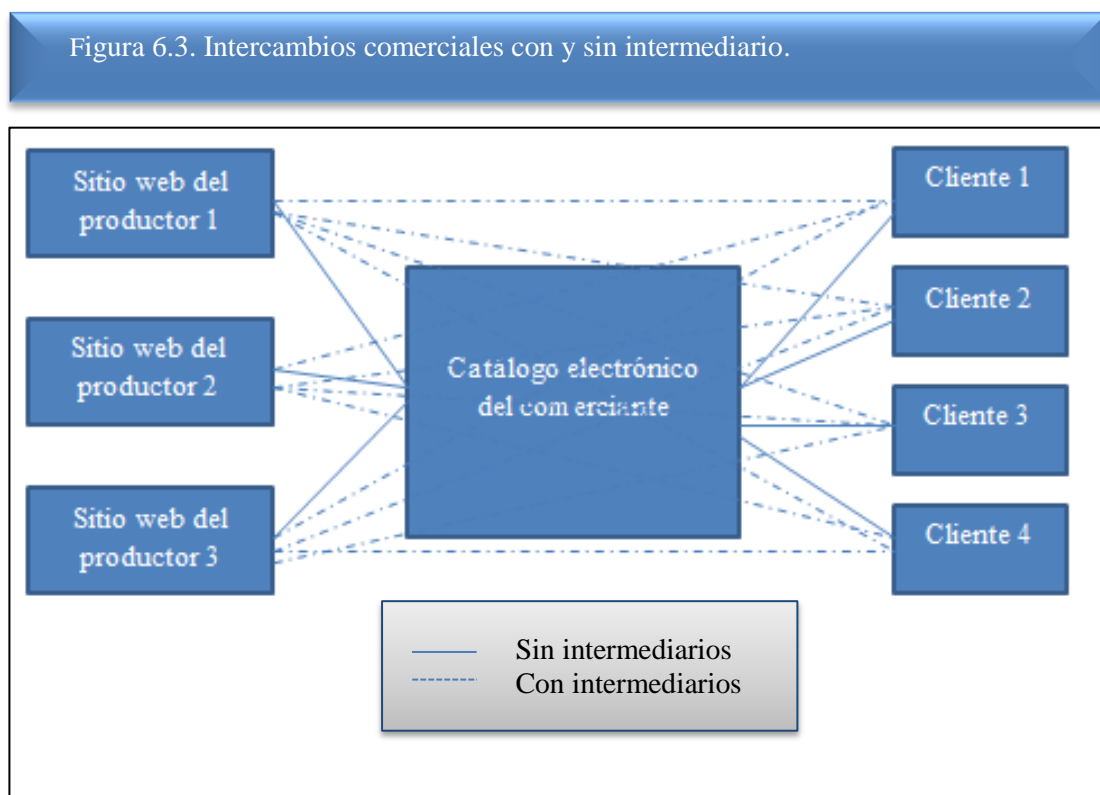 Figura 6.3. Intercambios comerciales con y sin intermediario.
Sitio web del
productor 1
Sitio web del
productor 2
Sitio web del
productor 3
Catálogo electrónico
del comerciante
Cliente 1
Cliente 2
Cliente 3
Cliente 4
Sin intermediarios
Con intermediarios